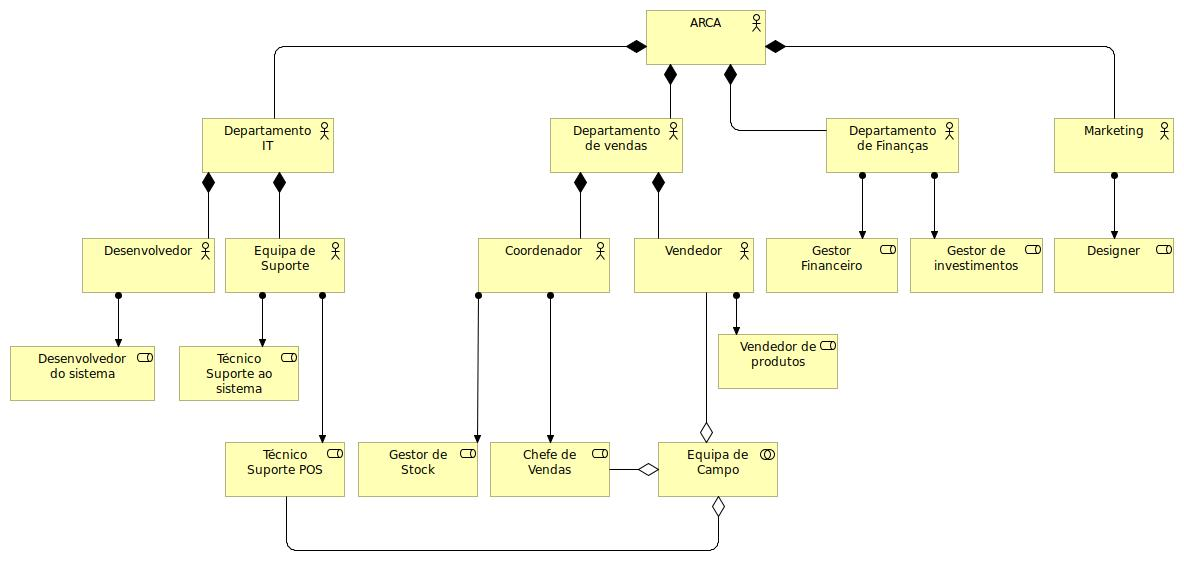 ARCA
Departamento
IT
Departamento
de vendas
Departamento
de Finanças
Marketing
Desenvolvedor
Equipa de
Suporte
Coordenador
Vendedor
Gestor
Financeiro
Gestor de
investimentos
Designer
Desenvolvedor
do sistema
Técnico
Suporte ao
sistema
Vendedor de
produtos
Técnico
Suporte POS
Gestor de
Stock
Chefe de
Vendas
Equipa de
Campo